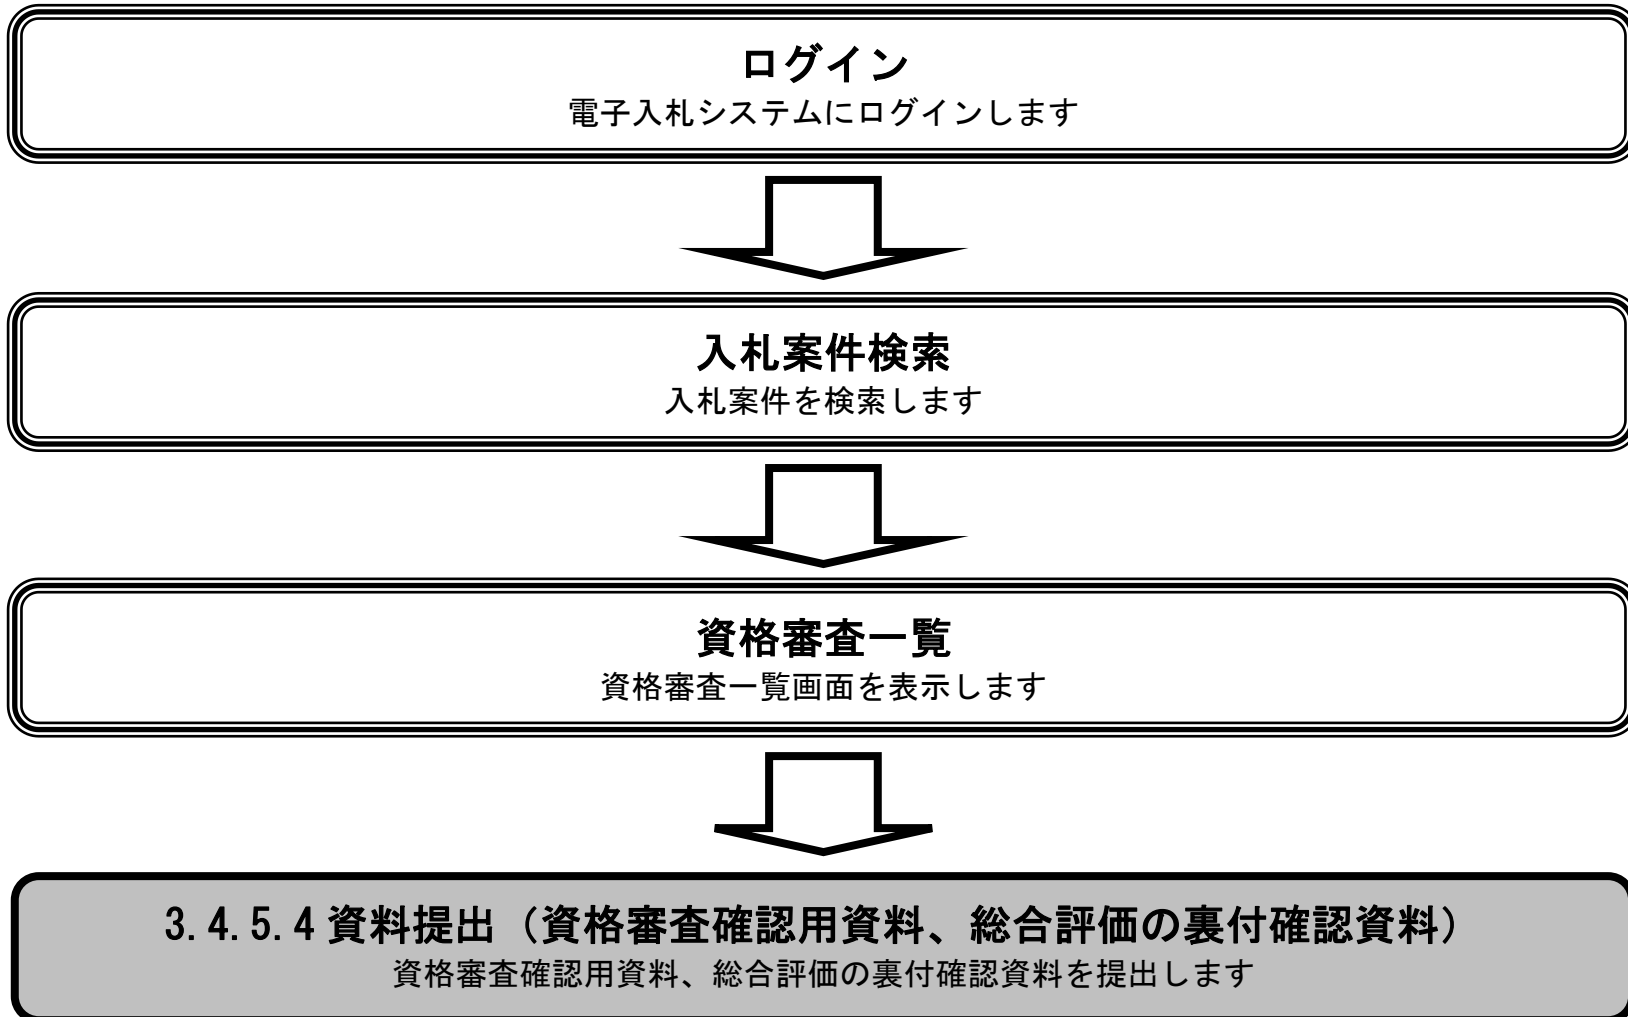 ログイン
電子入札システムにログインします
入札案件検索
入札案件を検索します
資格審査一覧
資格審査一覧画面を表示します
3.4.5.4 資料提出（資格審査確認用資料、総合評価の裏付確認資料）
資格審査確認用資料、総合評価の裏付確認資料を提出します